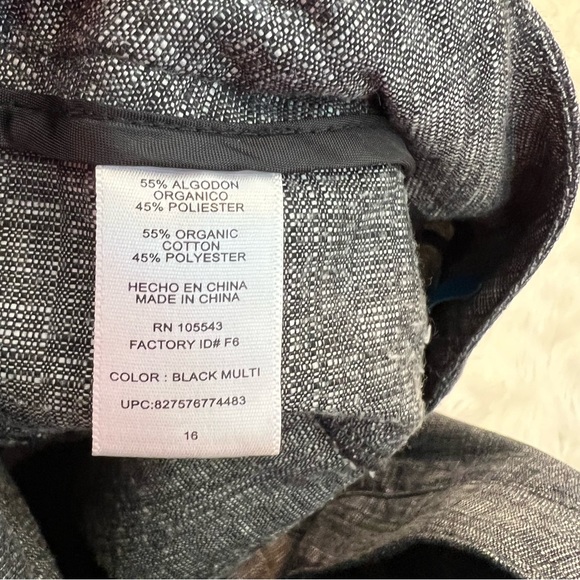 55% ALGODON
ORGANICO
45% POLIESTER
55% ORGANIC
COTTON
45% POLYESTER
HECHO EN CHINA
MADE IN CHINA
RN 105543
FACTORY ID# F6
COLOR : BLACK MULTI
UPC:827576774483
16